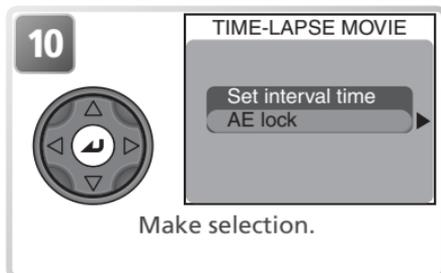 10
TIME-LAPSE MOVIE
Set interval time
AE lock
Make selection.